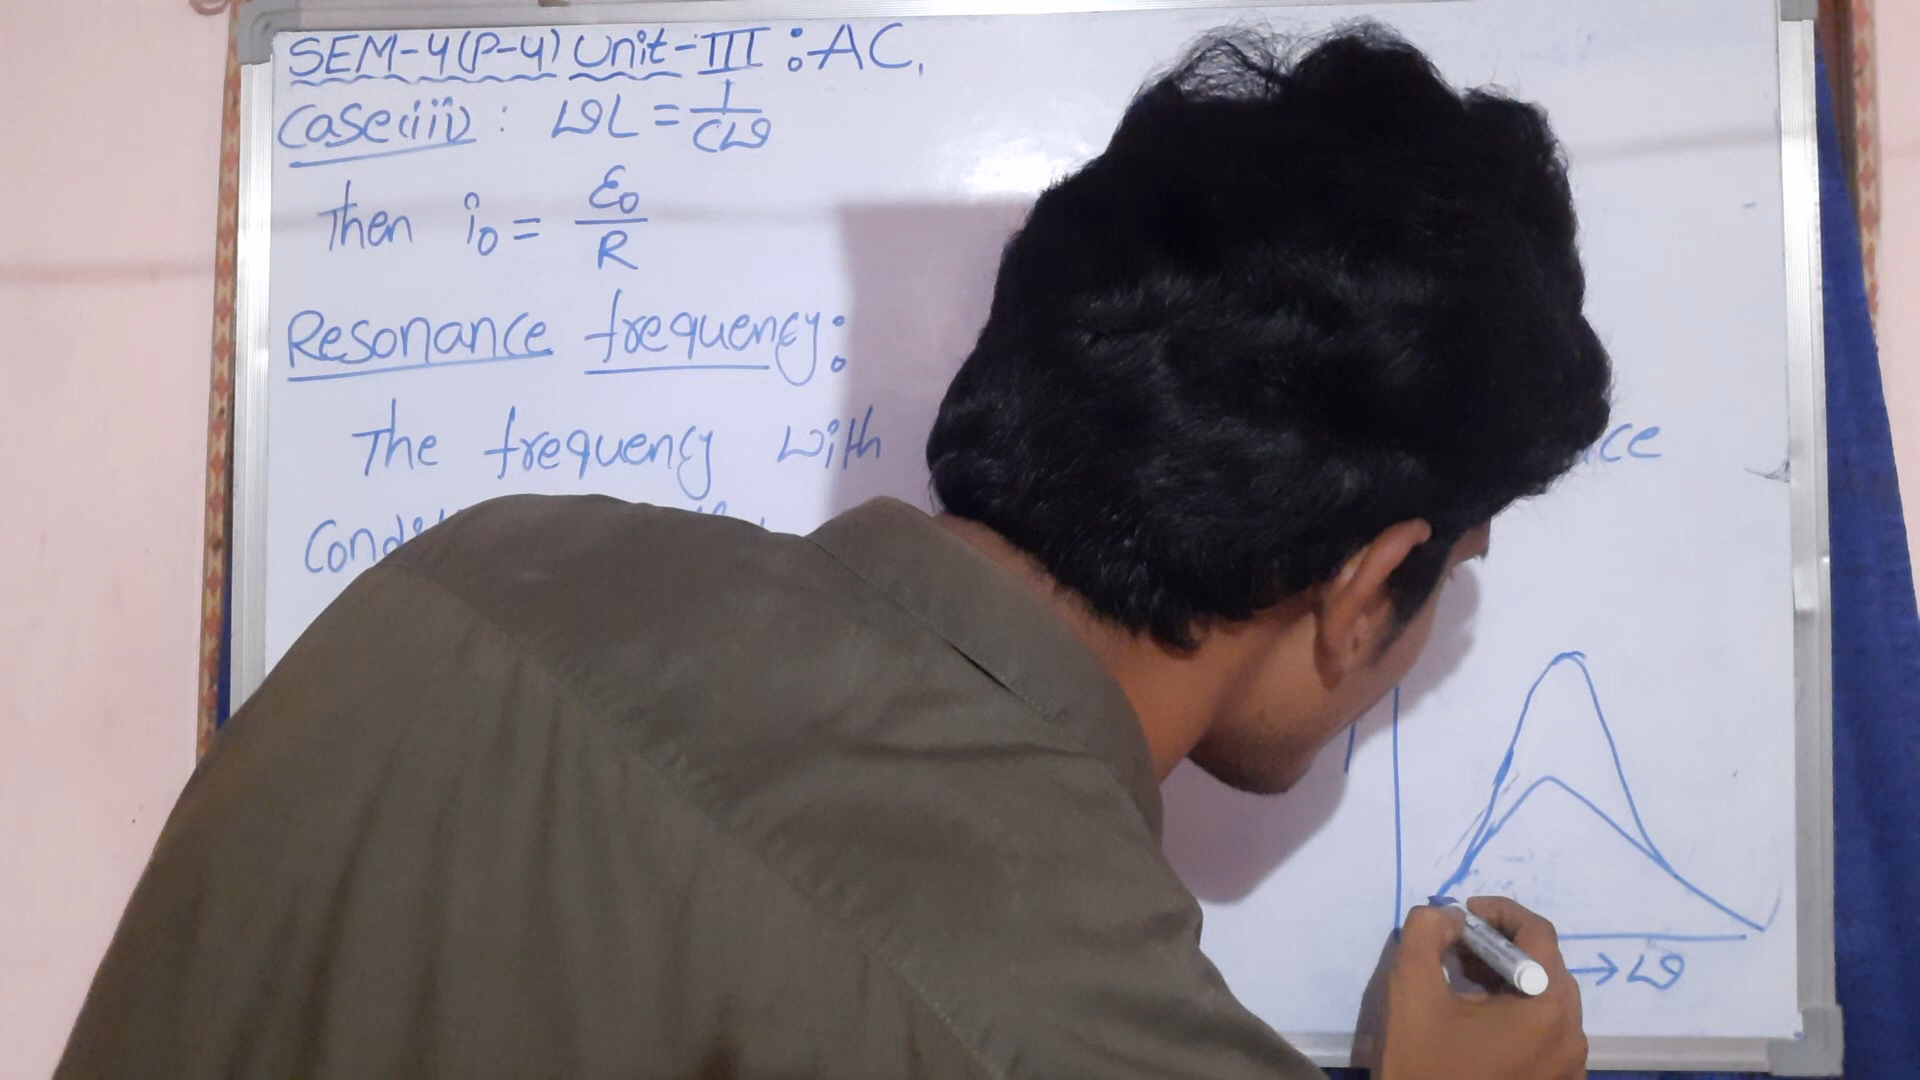 SEM-4(P-4) Unit-III : AC.
Case(iii) : ωL = 1/Cω
Then i₀ = ε₀/R
Resonance frequency:
The frequency with
→ ω